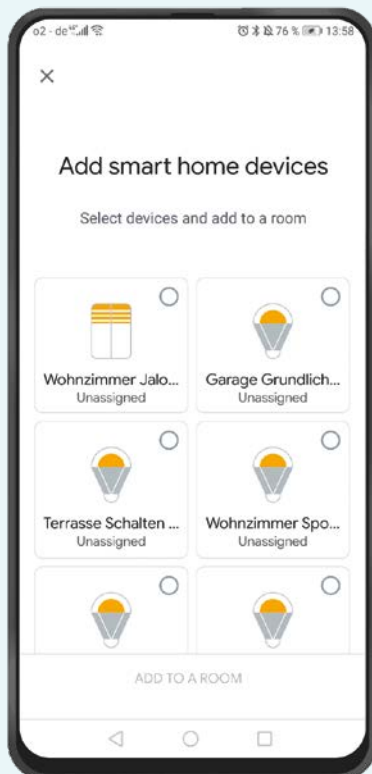 o2 - de 76 % 13:58
Add smart home devices
Select devices and add to a room
Wohnzimmer Jalo...
Unassigned
Garage Grundlich...
Unassigned
Terrasse Schalten ...
Unassigned
Wohnzimmer Spo...
Unassigned
ADD TO A ROOM